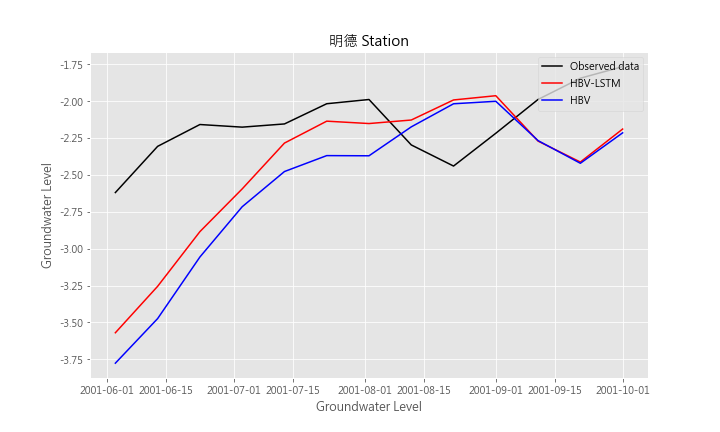 明德 Station
Observed data
HBV-LSTM
HBV
Groundwater Level
-1.75
-2.00
-2.25
-2.50
-2.75
-3.00
-3.25
-3.50
-3.75
2001-06-01 2001-06-15 2001-07-01 2001-07-15 2001-08-01 2001-08-15 2001-09-01 2001-09-15 2001-10-01
Groundwater Level